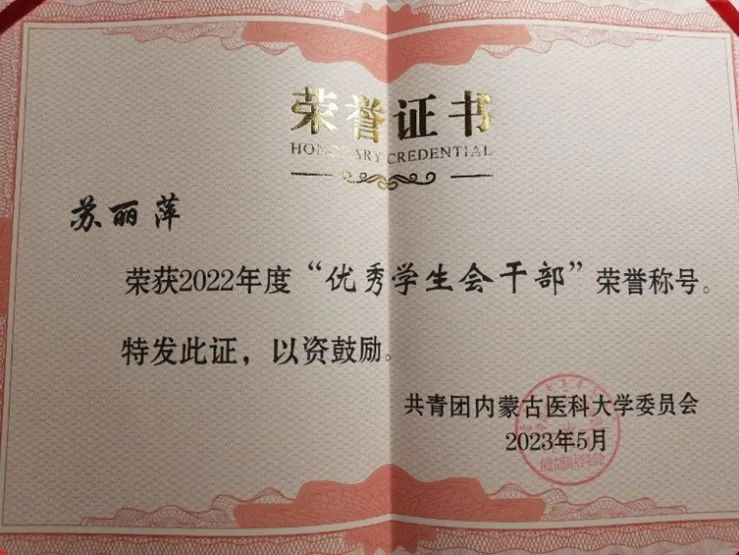 荣誉证书
HONORARY CREDENTIAL
苏丽萍
荣获2022年度“优秀学生会干部”荣誉称号。
特发此证，以资鼓励。
共青团内蒙古医科大学委员会
2023年5月